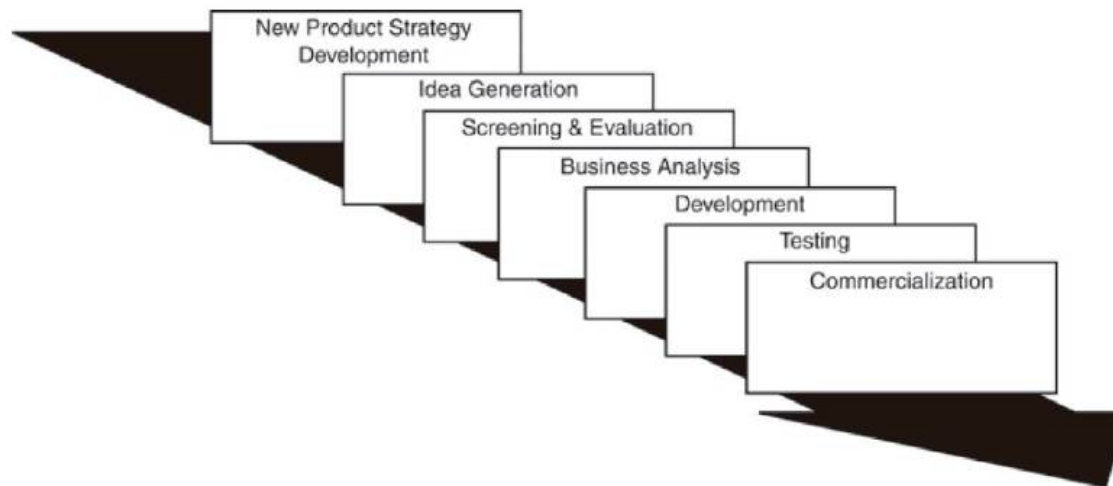 New Product Strategy
Development
Idea Generation
Screening & Evaluation
Business Analysis
Development
Testing
Commercialization